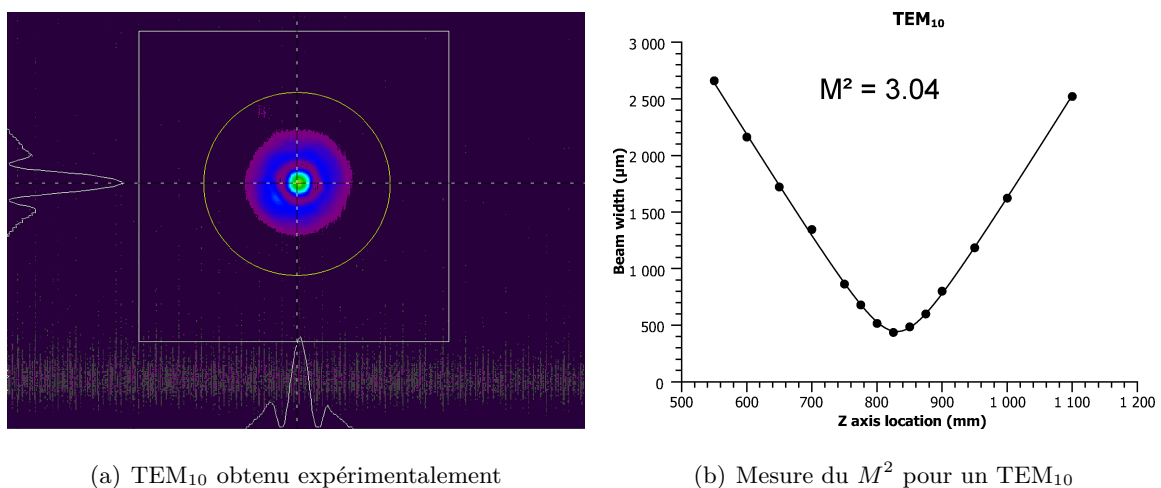 TEM₁₀
M² = 3.04
Beam width (µm)
3 000
2 500
2 000
1 500
1 000
500
0
500 600 700 800 900 1 000 1 100 1 200
Z axis location (mm)
(a) TEM₁₀ obtenu expérimentalement
(b) Mesure du M² pour un TEM₁₀